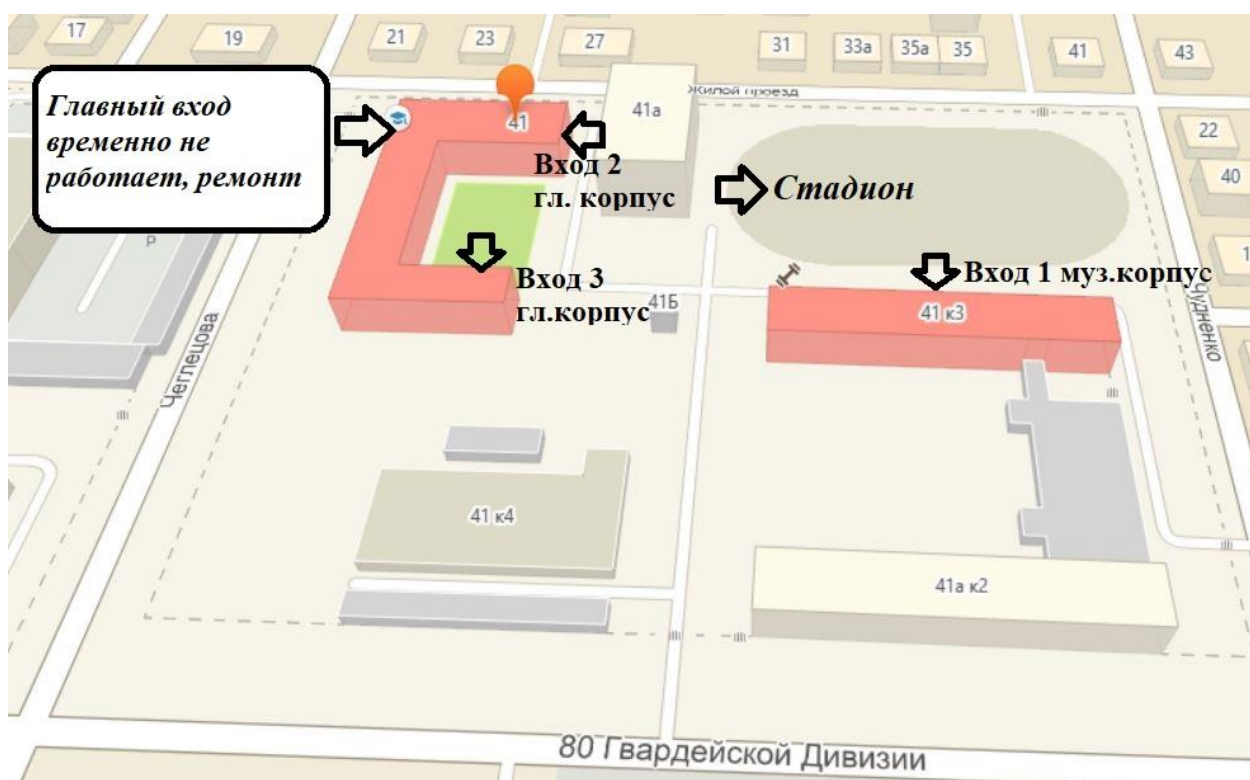 17
19
21
23
27
31
33а
35а
35
41
43
Главный вход
временно не
работает, ремонт
41
41а
Жилой проезд
22
40
Вход 2
гл. корпус
Стадион
Р
Вход 3
гл.корпус
41Б
Вход 1 муз.корпус
41 к3
Чудненко
Чеглецова
41 к4
41а к2
80 Гвардейской Дивизии